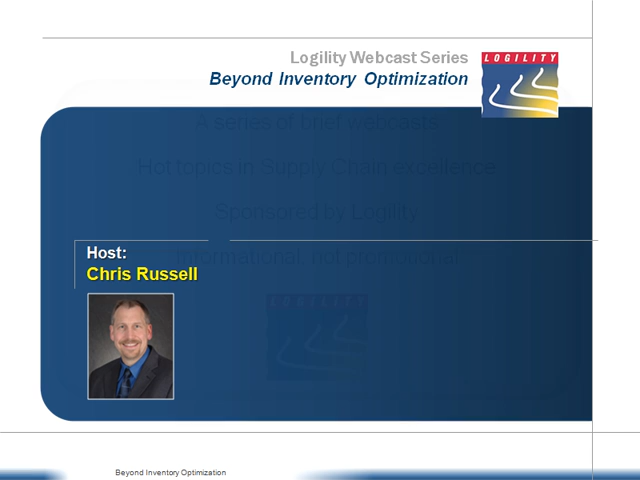 Logility Webcast Series
Beyond Inventory Optimization
LOGILITY
A series of brief webcasts
Hot topics in Supply Chain excellence
Sponsored by Logility
Informational, not promotional
Host:
Chris Russell
LOGILITY
Beyond Inventory Optimization